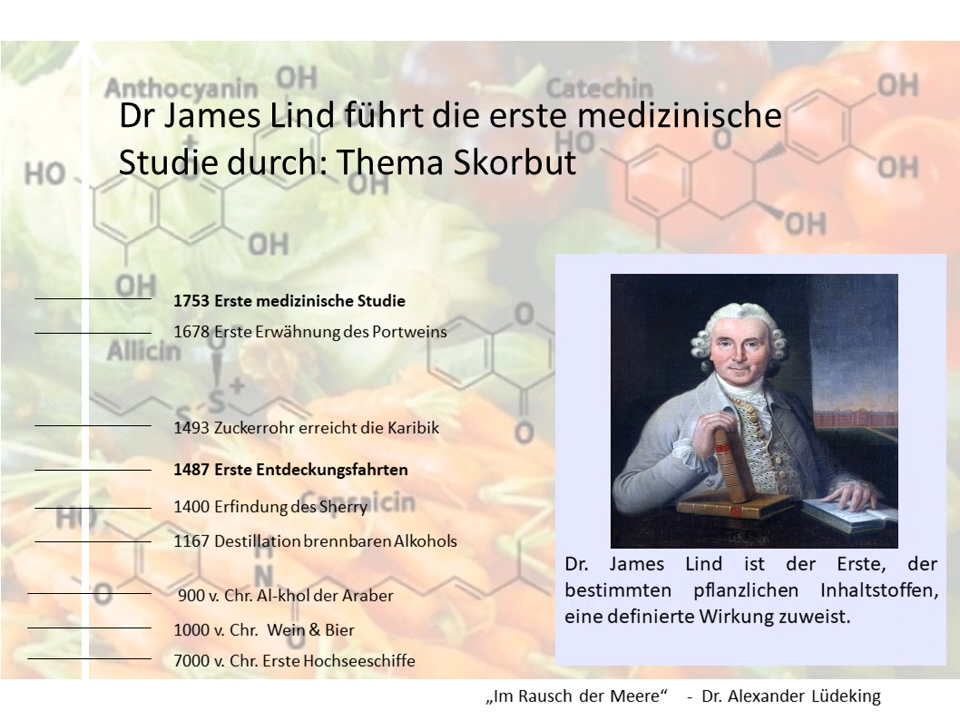 Anthocyanin
OH
Catechin
OH
Dr James Lind führt die erste medizinische
Studie durch: Thema Skorbut
HO
O
HO
OH
OH
OH
OH
OH
1753 Erste medizinische Studie
1678 Erste Erwähnung des Portweins
Allicin
O
S
S
+
O
O
1493 Zuckerrohr erreicht die Karibik
1487 Erste Entdeckungsfahrten
1400 Erfindung des Sherry
Capsaicin
HO
1167 Destillation brennbaren Alkohols
H
N
O
O
900 v. Chr. Al-khol der Araber
1000 v. Chr. Wein & Bier
7000 v. Chr. Erste Hochseeschiffe
Dr. James Lind ist der Erste, der
bestimmten pflanzlichen Inhaltstoffen,
eine definierte Wirkung zuweist.
„Im Rausch der Meere“ - Dr. Alexander Lüdeking